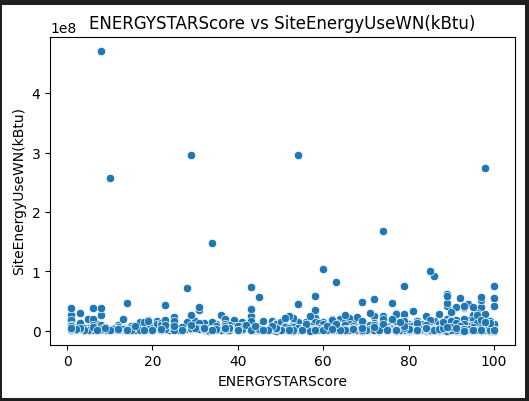 ENERGYSTARScore vs SiteEnergyUseWN(kBtu)
1e8
4
3
2
1
0
SiteEnergyUseWN(kBtu)
0 20 40 60 80 100
ENERGYSTARScore